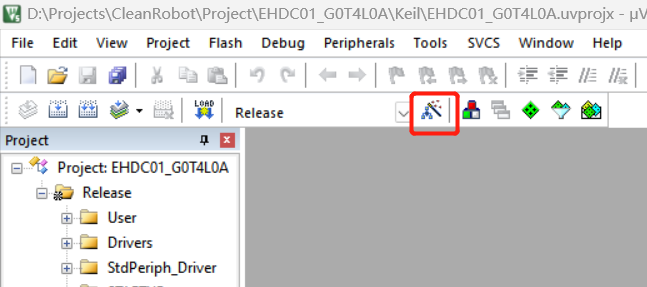 D:\Projects\CleanRobot\Project\EHDC01_G0T4L0A\Keil\EHDC01_G0T4L0A.uvprojx - µV
File Edit View Project Flash Debug Peripherals Tools SVCS Window Help
LOAD Release
Project
Project: EHDC01_G0T4L0A
Release
User
Drivers
StdPeriph_Driver